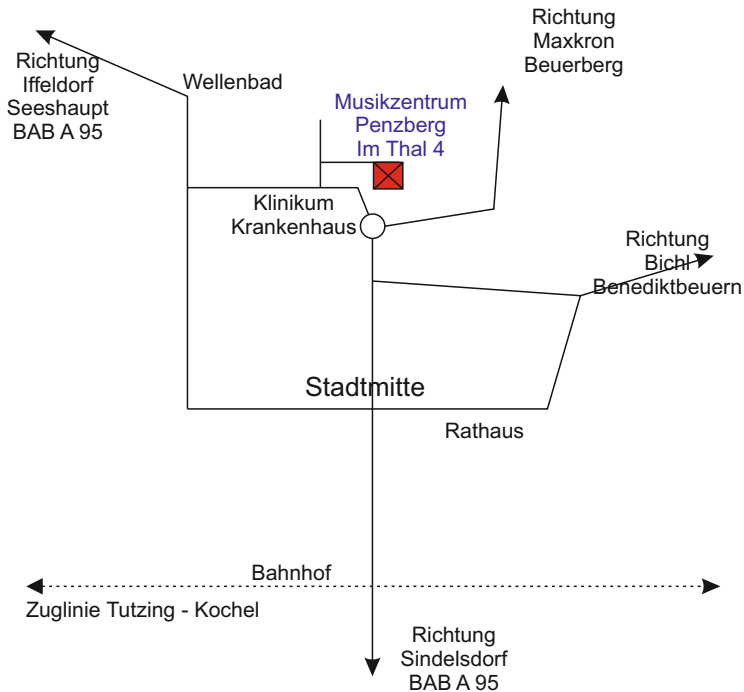 Richtung
Maxkron
Beuerberg
Richtung
Iffeldorf
Seeshaupt
BAB A 95
Wellenbad
Musikzentrum
Penzberg
Im Thal 4
Klinikum
Krankenhaus
Richtung
Bichl
Benediktbeuern
Stadtmitte
Rathaus
Bahnhof
Zuglinie Tutzing - Kochel
Richtung
Sindelsdorf
BAB A 95